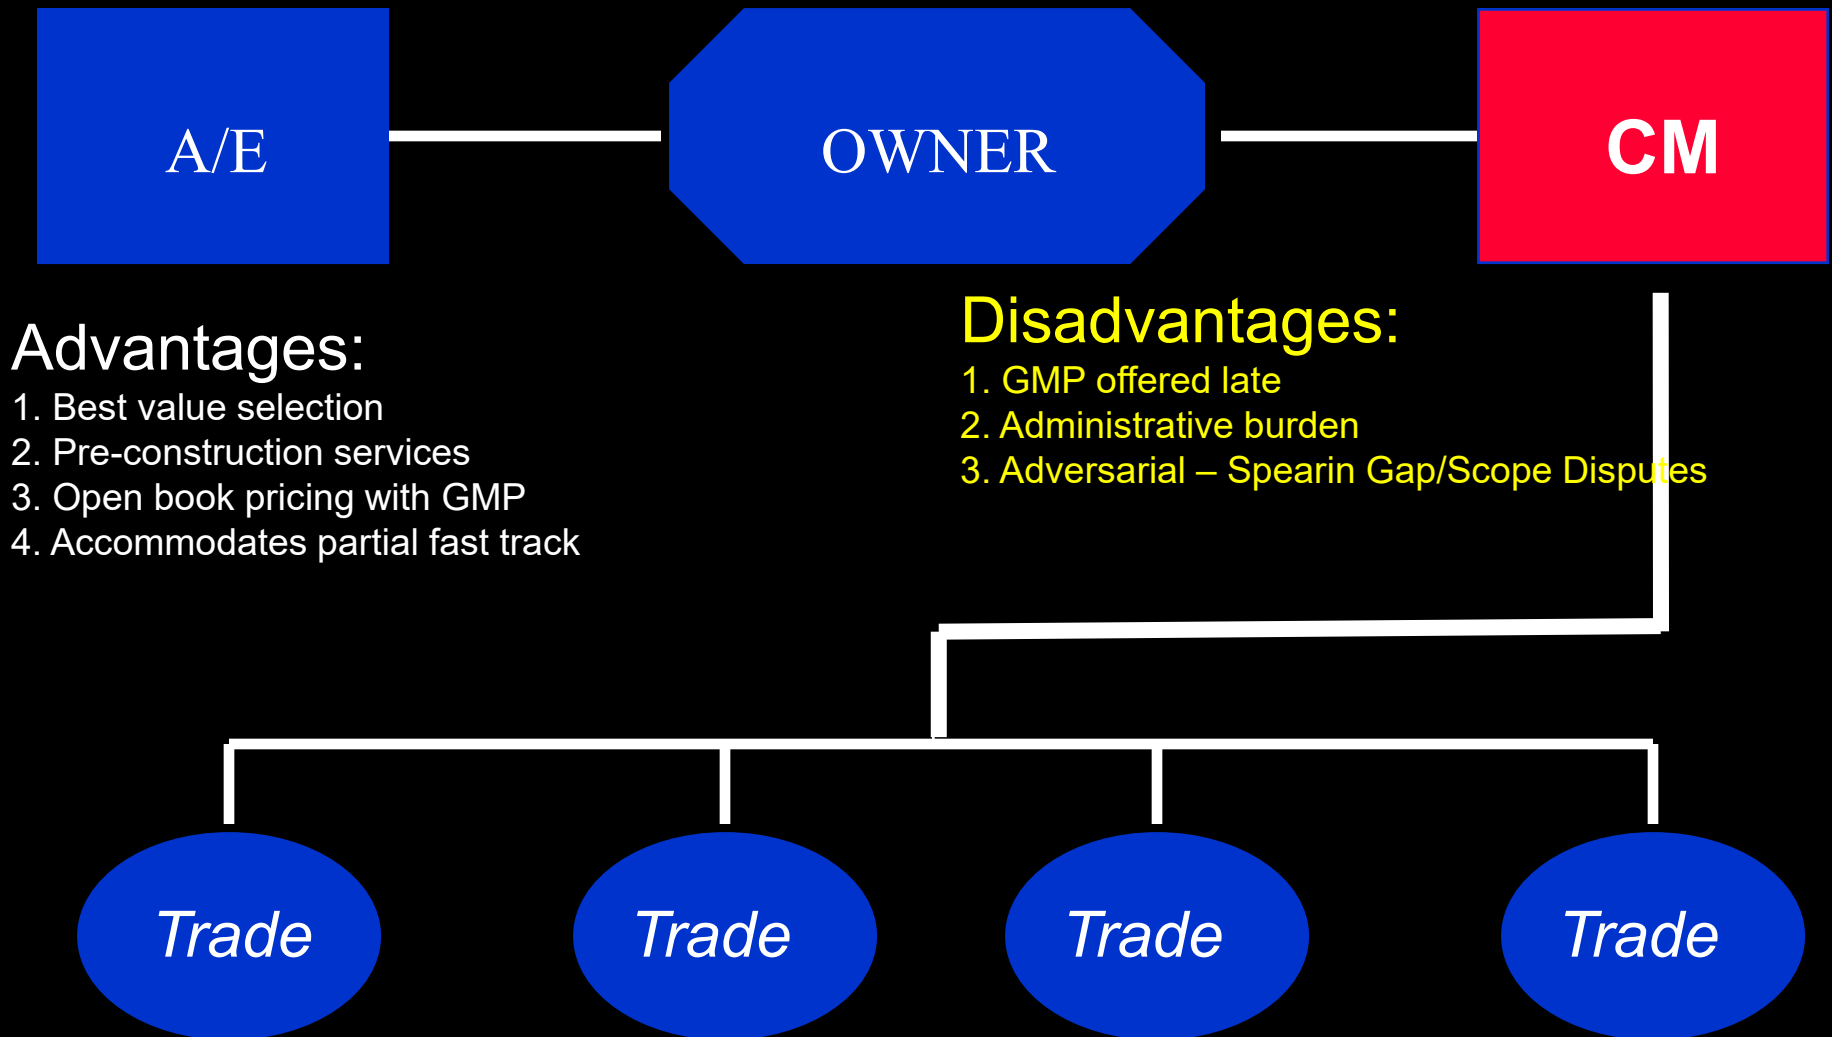 A/E
OWNER
CM
Advantages:
1. Best value selection
2. Pre-construction services
3. Open book pricing with GMP
4. Accommodates partial fast track
Disadvantages:
1. GMP offered late
2. Administrative burden
3. Adversarial – Spearin Gap/Scope Disputes
Trade
Trade
Trade
Trade